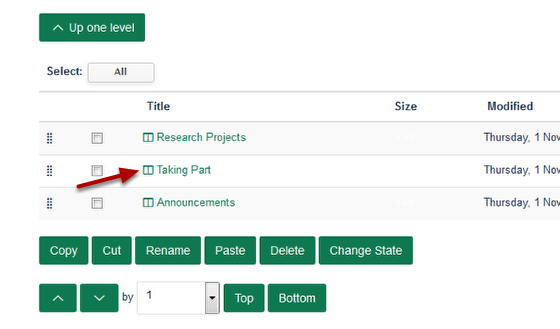 Up one level
Select: All
Title Size Modified
Research Projects Thursday, 1 Nov
Taking Part Thursday, 1 Nov
Announcements Thursday, 1 Nov
Copy Cut Rename Paste Delete Change State
by 1 Top Bottom